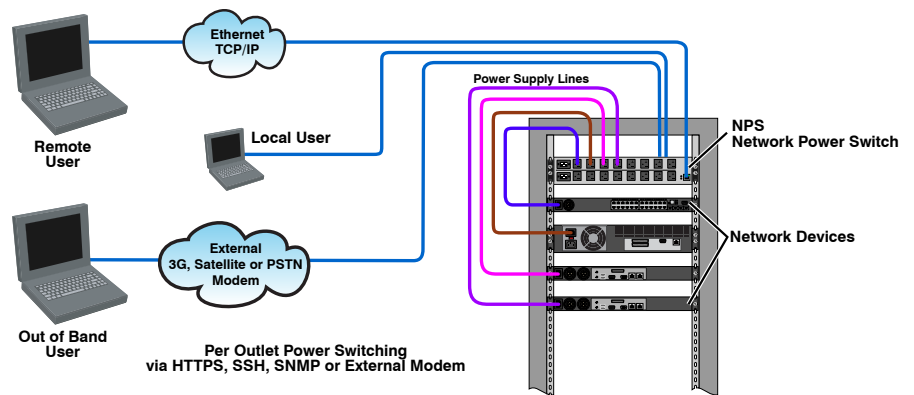 Ethernet
TCP/IP
Power Supply Lines
Remote
User
Local User
NPS
Network Power Switch
External
3G, Satellite or PSTN
Modem
Network Devices
Out of Band
User
Per Outlet Power Switching
via HTTPS, SSH, SNMP or External Modem